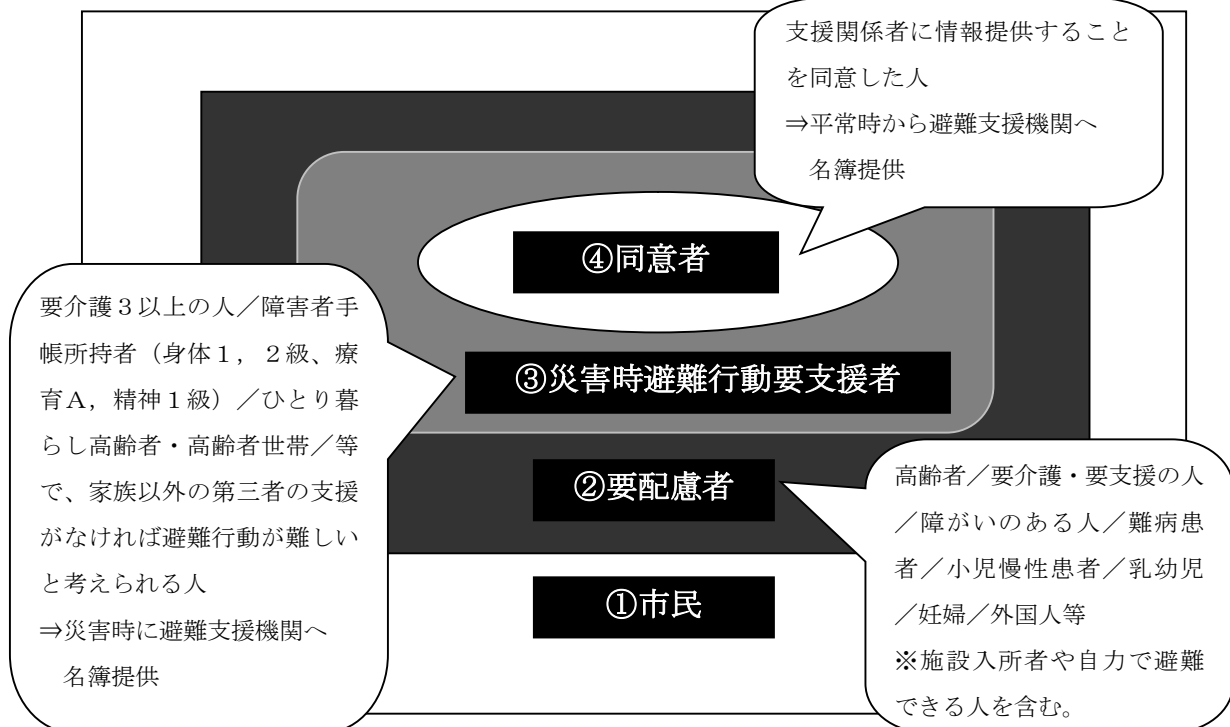 支援関係者に情報提供すること
を同意した人
⇒平常時から避難支援機関へ
名簿提供
④同意者
要介護３以上の人／障害者手
帳所持者（身体１，２級、療
育Ａ，精神１級）／ひとり暮
らし高齢者・高齢者世帯／等
で、家族以外の第三者の支援
がなければ避難行動が難しい
と考えられる人
⇒災害時に避難支援機関へ
名簿提供
③災害時避難行動要支援者
②要配慮者
高齢者／要介護・要支援の人
／障がいのある人／難病患
者／小児慢性患者／乳幼児
／妊婦／外国人等
※施設入所者や自力で避難
できる人を含む。
①市民